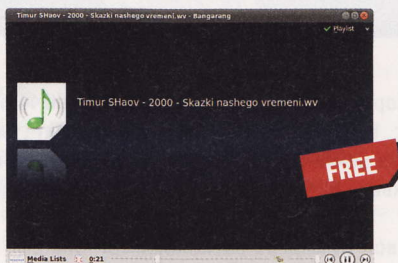 Timur SHaov - 2000 - Skazki nashego vremeni.wv - Bangarang
Playlist
Timur SHaov - 2000 - Skazki nashego vremeni.wv
FREE
Media Lists 0:21